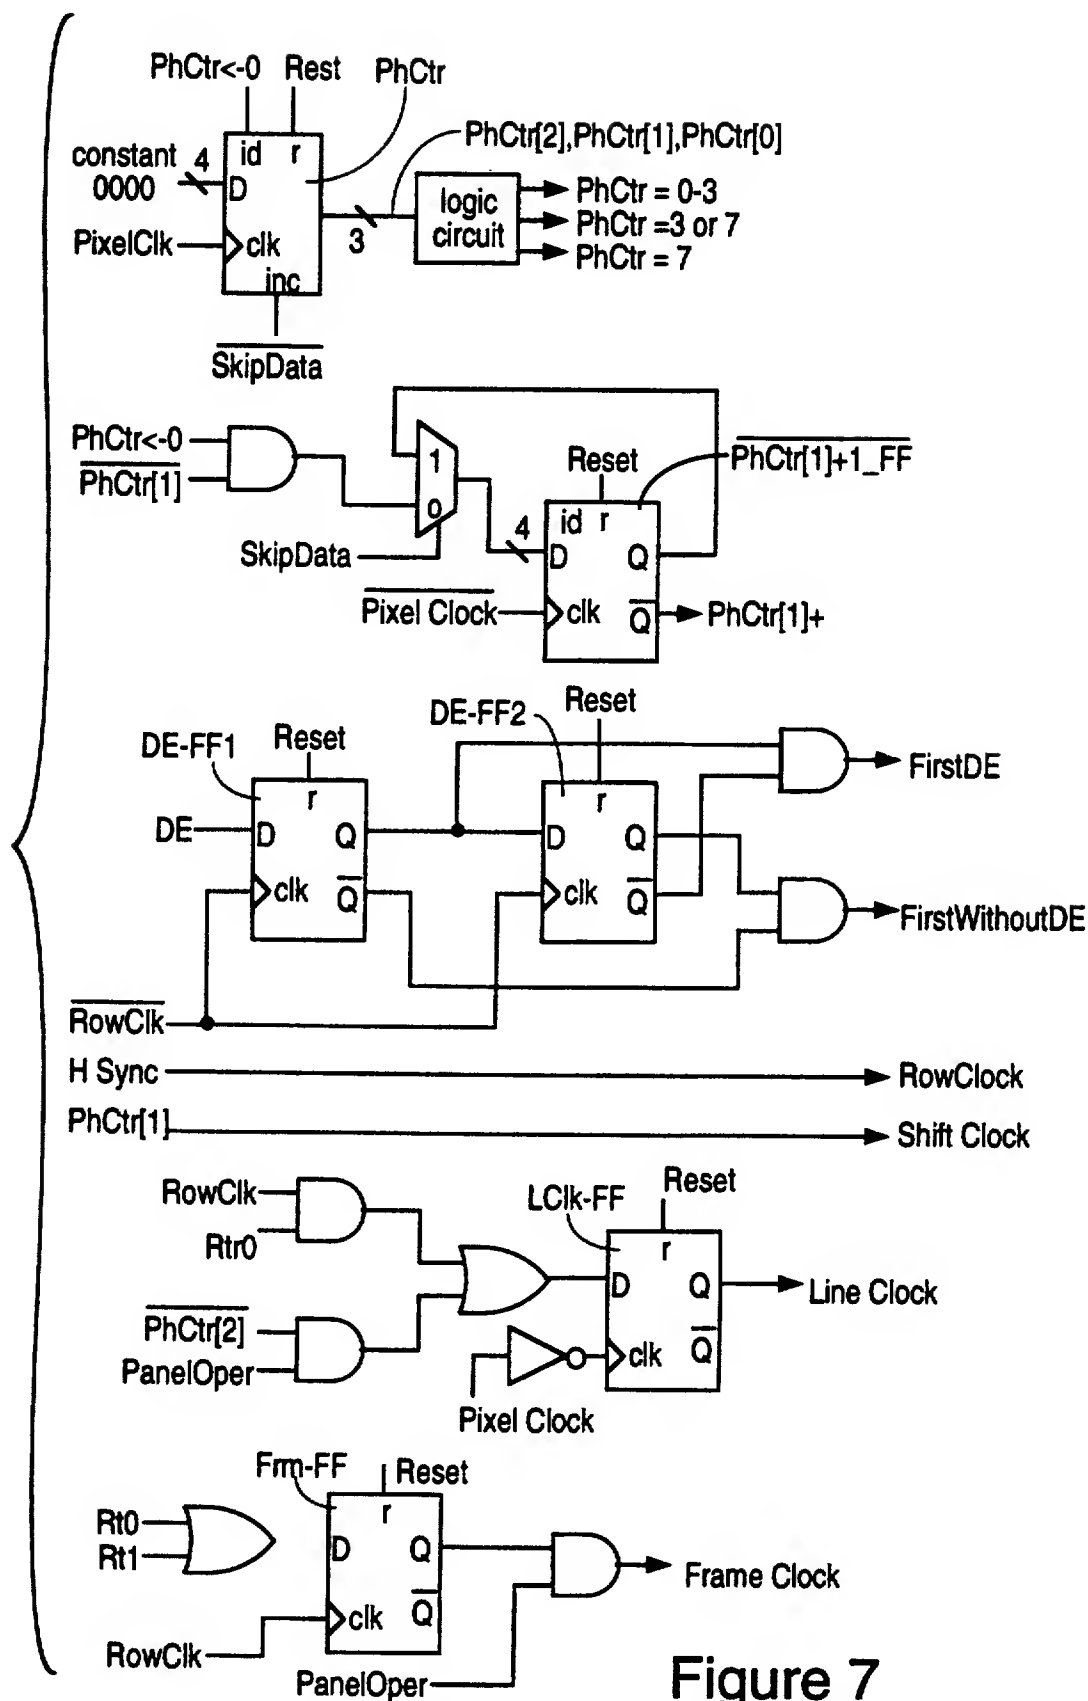 PhCtr<-0 Rest PhCtr
PhCtr[2],PhCtr[1],PhCtr[0]
constant
0000
4
id r
D
PixelClk
clk
inc
3
logic
circuit
PhCtr = 0-3
PhCtr =3 or 7
PhCtr = 7
SkipData
PhCtr<-0
PhCtr[1]
1
0
SkipData
Reset
PhCtr[1]+1_FF
4
id r
D Q
Pixel Clock
clk Q
PhCtr[1]+
DE-FF1
Reset
DE-FF2
Reset
r
r
DE
D Q
D Q
clk Q
clk Q
FirstDE
FirstWithoutDE
RowClk
H Sync
RowClock
PhCtr[1]
Shift Clock
RowClk
Rtr0
LClk-FF
Reset
r
D Q
Line Clock
PhCtr[2]
PanelOper
clk Q
Pixel Clock
Frm-FF
Reset
r
Rt0
Rt1
D Q
Frame Clock
clk Q
RowClk
PanelOper
Figure 7